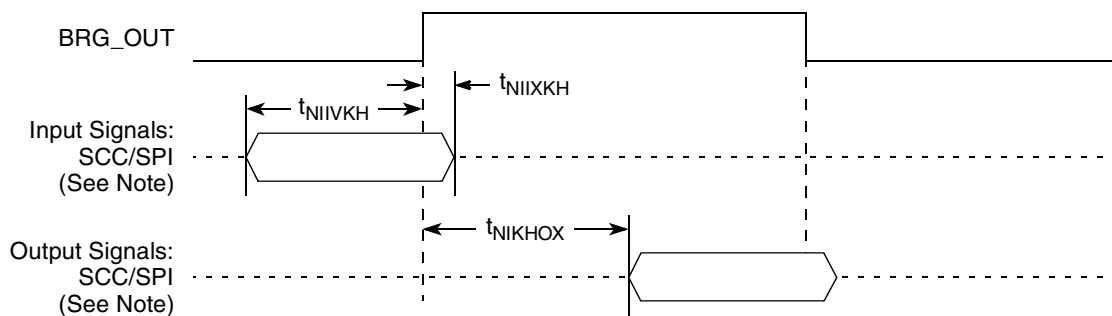 BRG_OUT
tNIIXKH
tNIIVKH
Input Signals:
SCC/SPI
(See Note)
tNIKHOX
Output Signals:
SCC/SPI
(See Note)